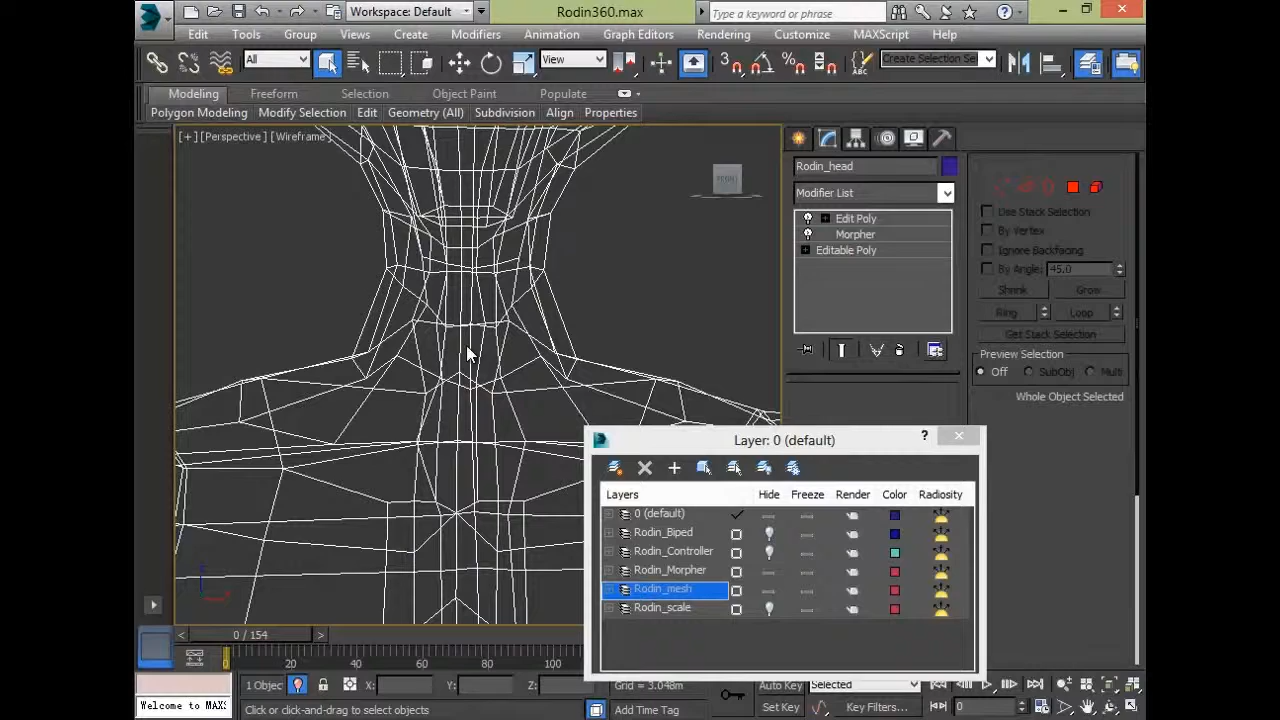 Workspace: Default
Rodin360.max
Type a keyword or phrase
Edit Tools Group Views Create Modifiers Animation Graph Editors Rendering Customize MAXScript Help
All
View
3
Create Selection Se
Modeling Freeform Selection Object Paint Populate
Polygon Modeling Modify Selection Edit Geometry (All) Subdivision Align Properties
[+] [Perspective] [Wireframe]
FRONT
Rodin_head
Modifier List
Edit Poly
Morpher
Editable Poly
Use Stack Selection
By Vertex
Ignore Backfacing
By Angle: 45.0
Shrink Grow
Ring Loop
Get Stack Selection
Preview Selection
Off SubObj Multi
Whole Object Selected
Layer: 0 (default)
?
Layers Hide Freeze Render Color Radiosity
0 (default)
Rodin_Biped
Rodin_Controller
Rodin_Morpher
Rodin_mesh
Rodin_scale
0 / 154
0 20 40 60 80 100
1 Objec X: Y: Z: Grid = 3.048m Auto Key Selected
Welcome to MAX
Click or click-and-drag to select objects
Add Time Tag
Set Key Key Filters... 0